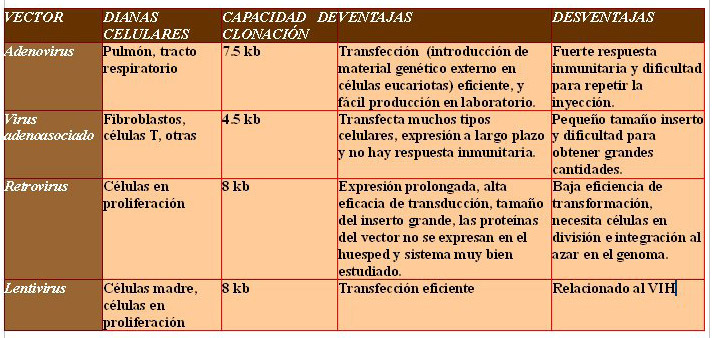 VECTOR
DIANAS
CELULARES
CAPACIDAD DE
CLONACIÓN
VENTAJAS
DESVENTAJAS
Adenovirus
Pulmón, tracto
respiratorio
7.5 kb
Transfección (introducción de
material genético externo en
células eucariotas) eficiente, y
fácil producción en laboratorio.
Fuerte respuesta
inmunitaria y dificultad
para repetir la
inyección.
Virus
adenoasociado
Fibroblastos,
células T, otras
4.5 kb
Transfecta muchos tipos
celulares, expresión a largo plazo
y no hay respuesta inmunitaria.
Pequeño tamaño inserto
y dificultad para
obtener grandes
cantidades.
Retrovirus
Células en
proliferación
8 kb
Expresión prolongada, alta
eficacia de transducción, tamaño
del inserto grande, las proteínas
del vector no se expresan en el
huesped y sistema muy bien
estudiado.
Baja eficiencia de
transformación,
necesita células en
división e integración al
azar en el genoma.
Lentivirus
Células madre,
células en
proliferación
8 kb
Transfección eficiente
Relacionado al VIH